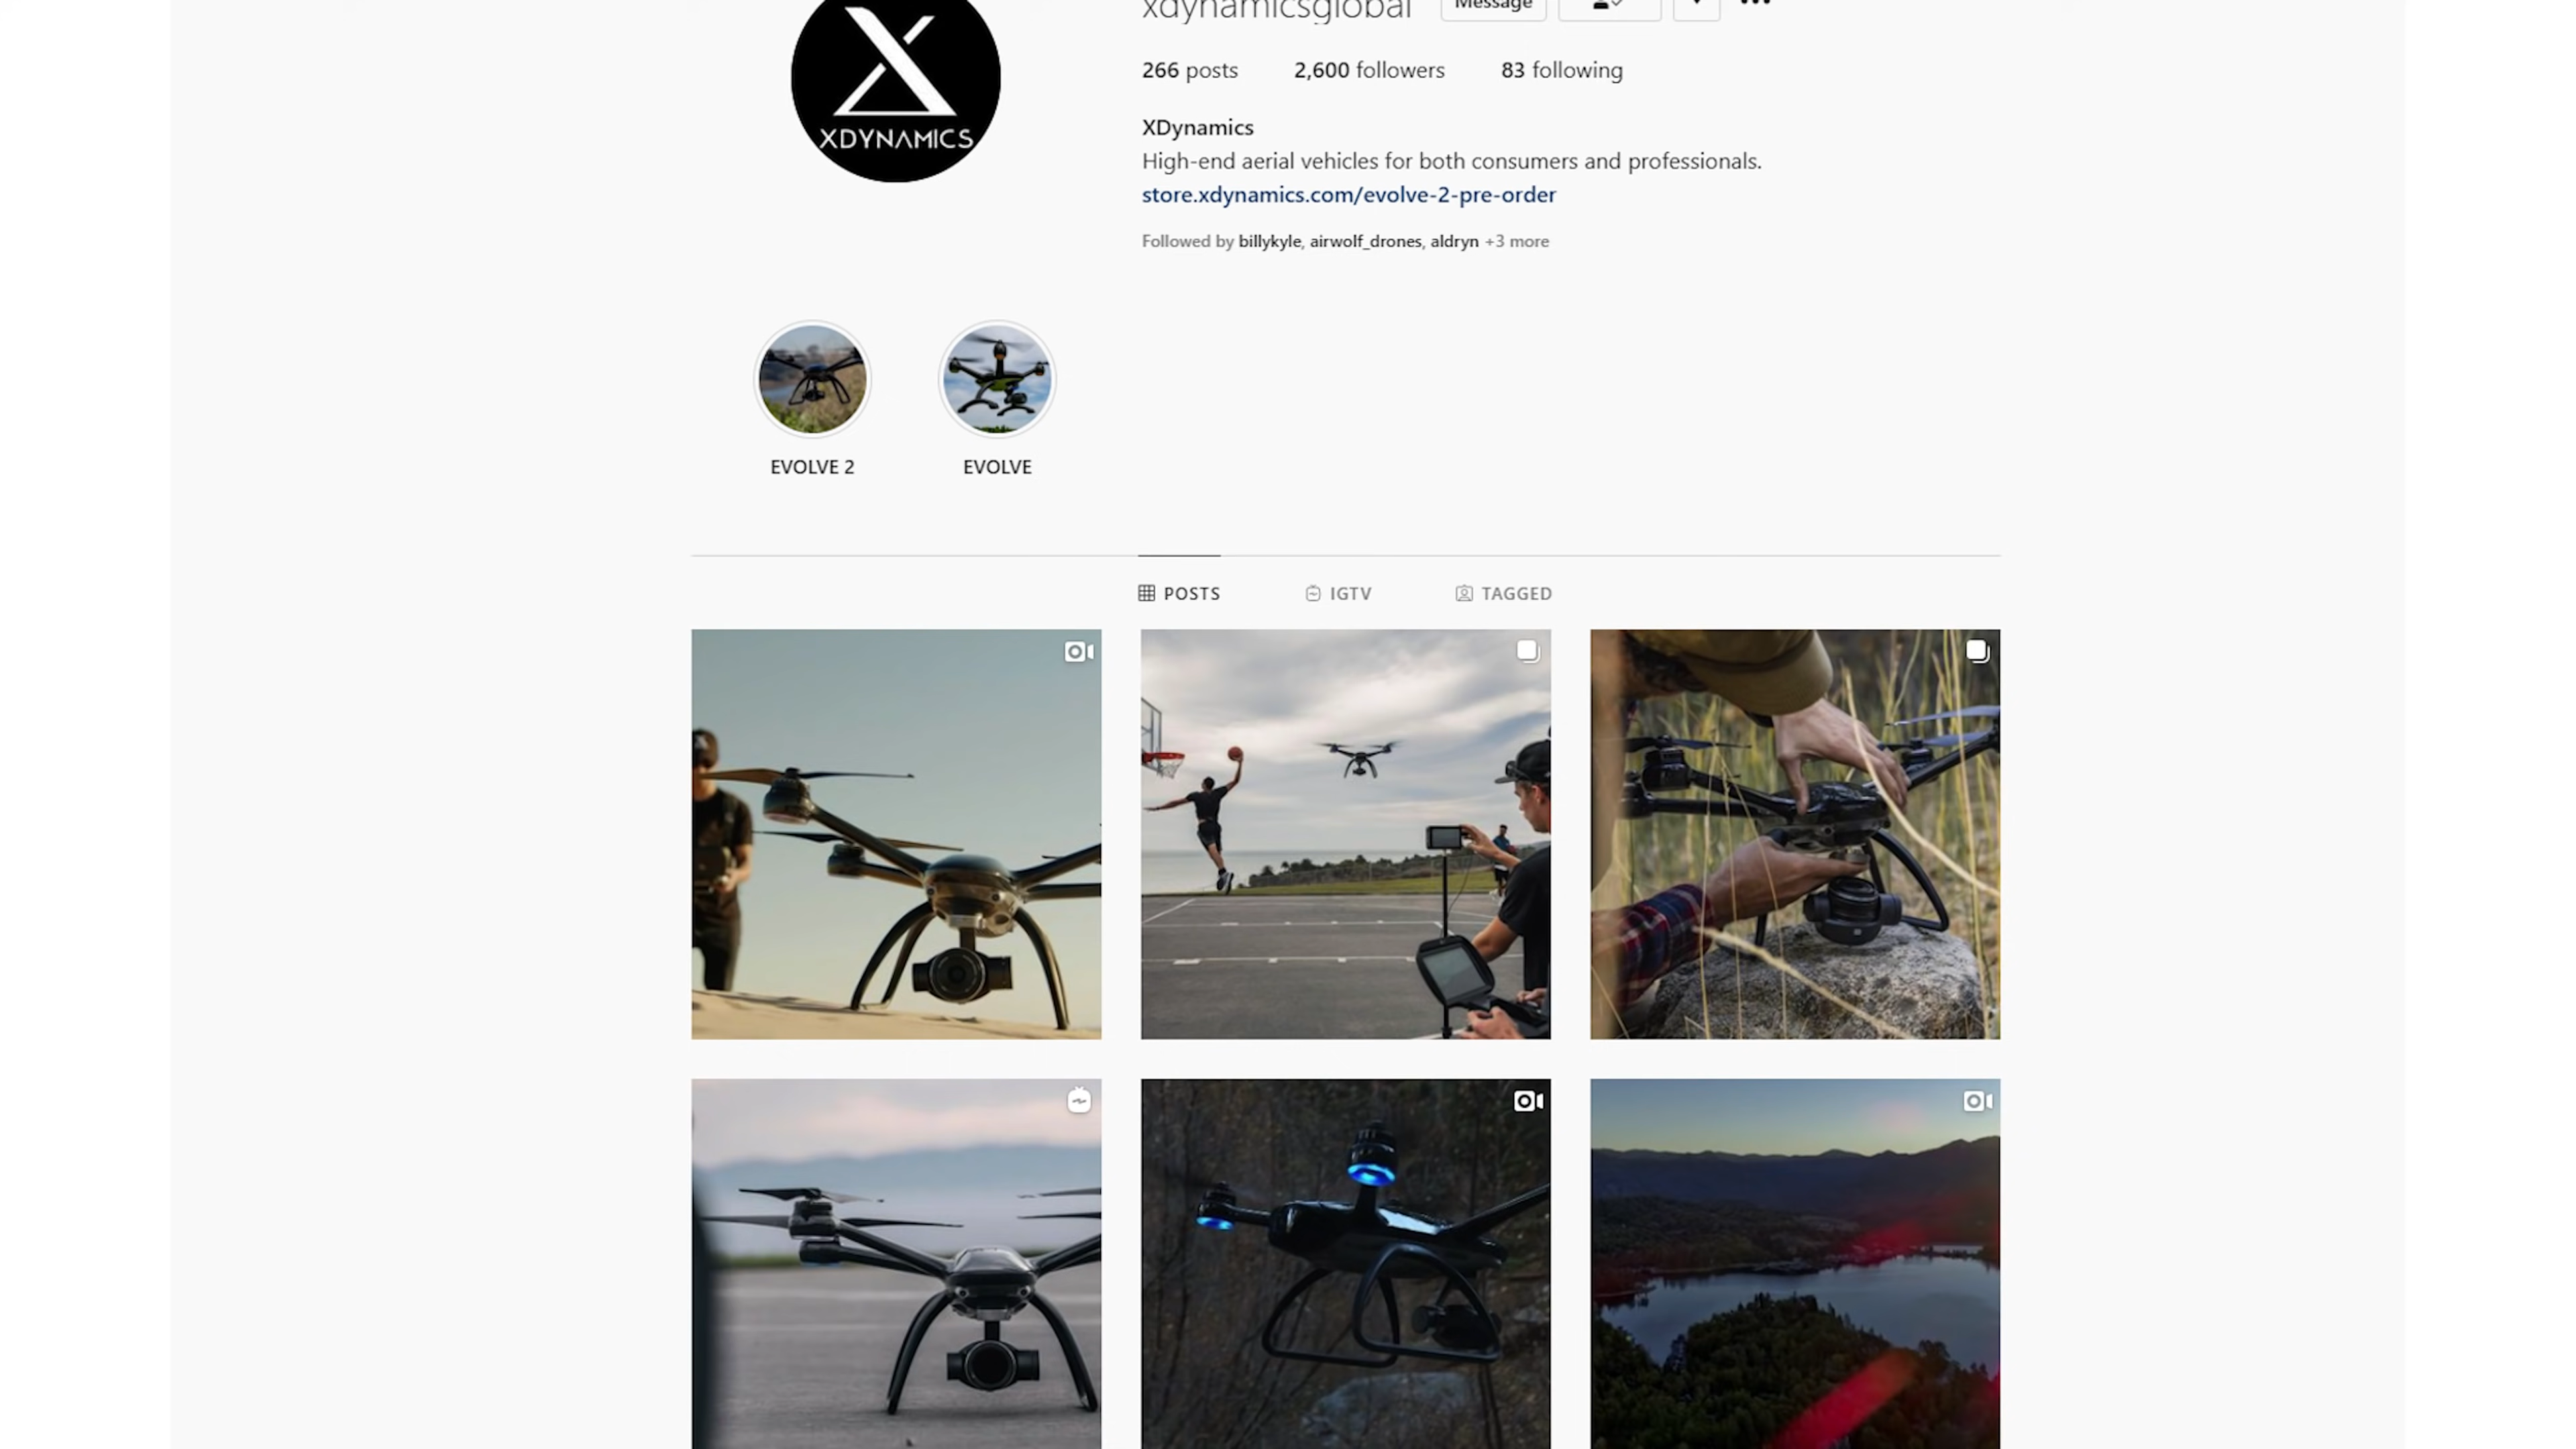 xdynamicsglobal Message
266 posts 2,600 followers 83 following
XDynamics
High-end aerial vehicles for both consumers and professionals.
store.xdynamics.com/evolve-2-pre-order
Followed by billykyle, airwolf_drones, aldryn +3 more
XDYNAMICS
EVOLVE 2 EVOLVE
POSTS IGTV TAGGED